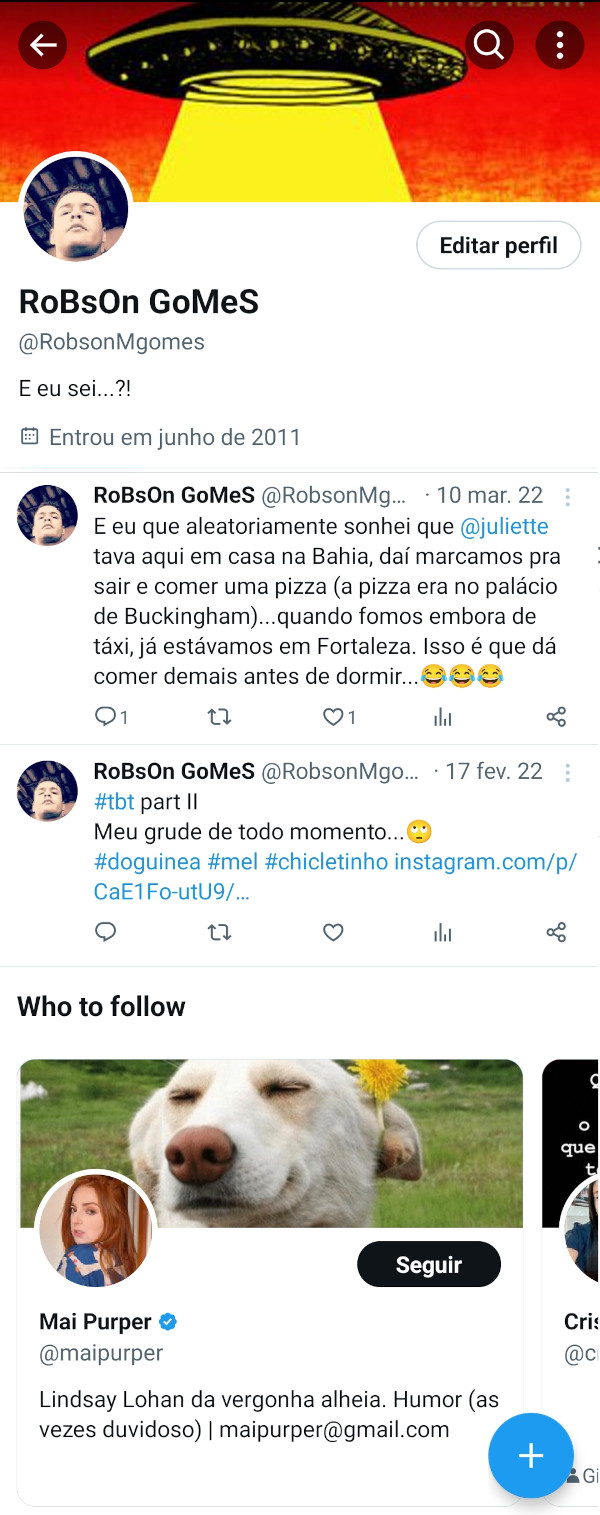 Editar perfil
RoBsOn GoMeS
@RobsonMgomes
E eu sei...?!
Entrou em junho de 2011
RoBsOn GoMeS @RobsonMg... · 10 mar. 22
E eu que aleatoriamente sonhei que @juliette
tava aqui em casa na Bahia, daí marcamos pra
sair e comer uma pizza (a pizza era no palácio
de Buckingham)...quando fomos embora de
táxi, já estávamos em Fortaleza. Isso é que dá
comer demais antes de dormir...😂😂😂
1 1
RoBsOn GoMeS @RobsonMgo... · 17 fev. 22
#tbt part II
Meu grude de todo momento...🙄
#doguinea #mel #chicletinho instagram.com/p/
CaE1Fo-utU9/...
Who to follow
o
que
Seguir
Mai Purper
@maipurper
Lindsay Lohan da vergonha alheia. Humor (as
vezes duvidoso) | maipurper@gmail.com
Cris